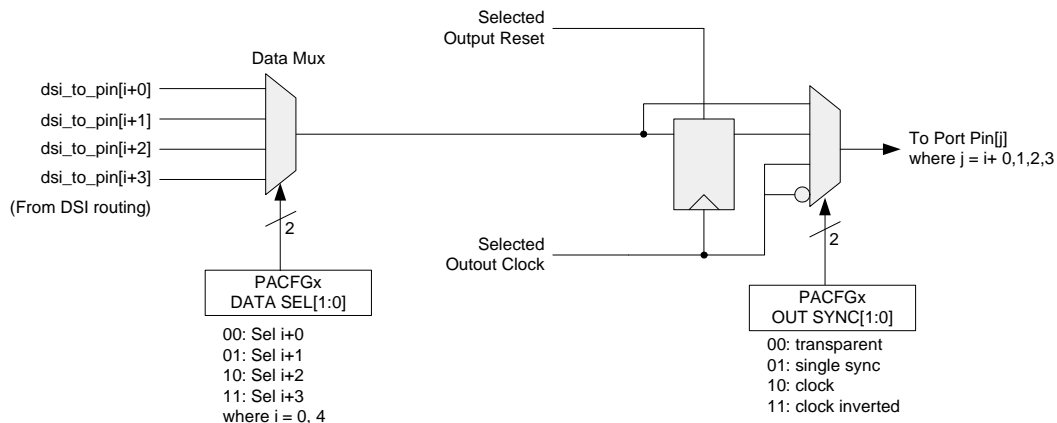 Selected
Output Reset
Data Mux
dsi_to_pin[i+0]
dsi_to_pin[i+1]
dsi_to_pin[i+2]
dsi_to_pin[i+3]
(From DSI routing)
To Port Pin[j]
where j = i+ 0,1,2,3
2
Selected
Outout Clock
2
PACFGx
DATA SEL[1:0]
00: Sel i+0
01: Sel i+1
10: Sel i+2
11: Sel i+3
where i = 0, 4
PACFGx
OUT SYNC[1:0]
00: transparent
01: single sync
10: clock
11: clock inverted